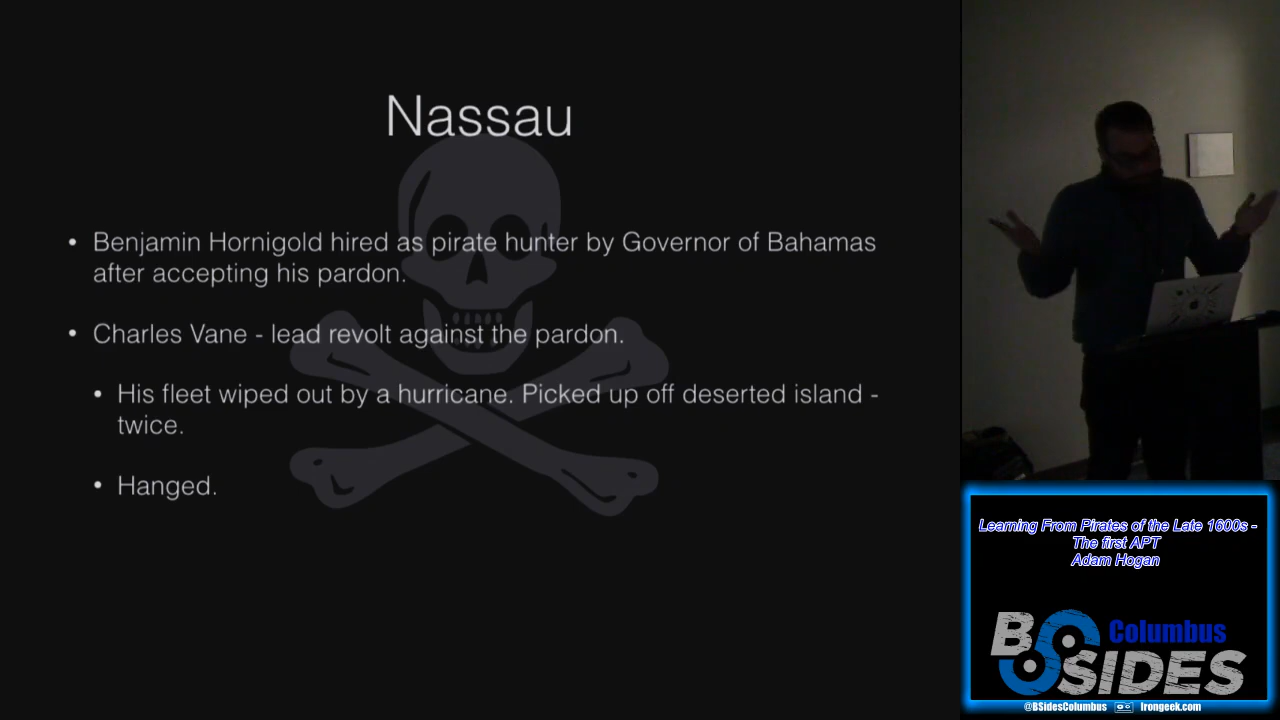 Nassau
• Benjamin Hornigold hired as pirate hunter by Governor of Bahamas
after accepting his pardon.
• Charles Vane - lead revolt against the pardon.
• His fleet wiped out by a hurricane. Picked up off deserted island -
twice.
• Hanged.
Learning From Pirates of the Late 1600s -
The first APT
Adam Hogan
BSIDES Columbus
@BSidesColumbus Irongeek.com